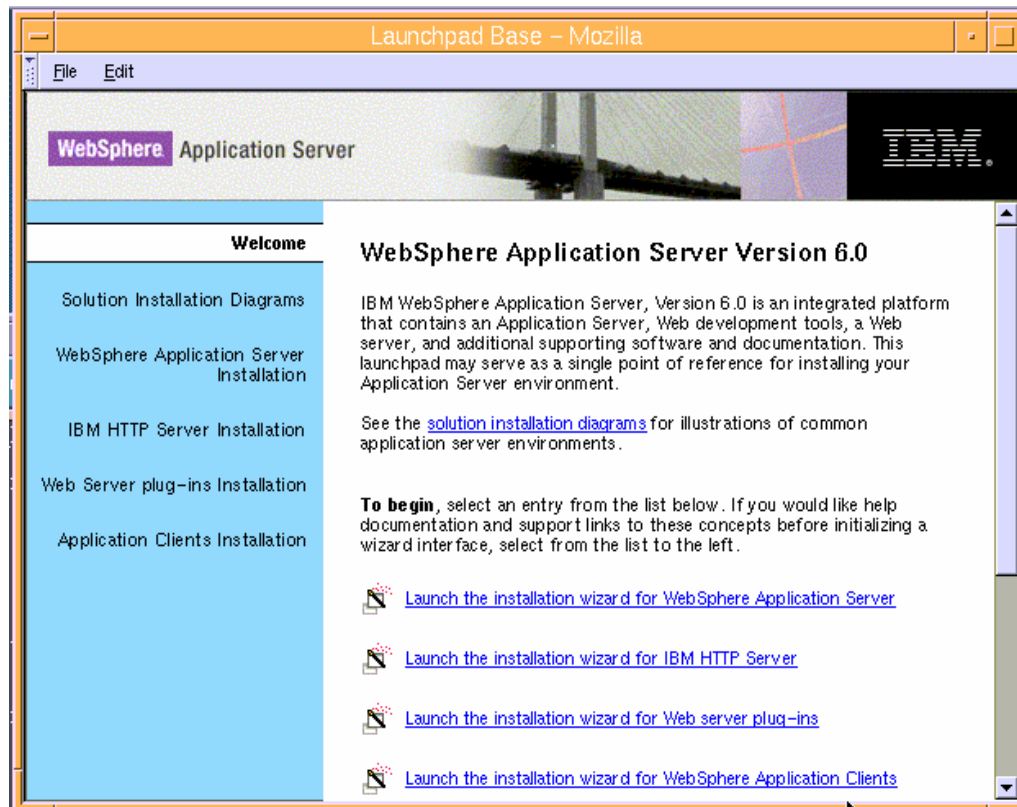 Launchpad Base – Mozilla
File Edit
WebSphere Application Server
IBM.
Welcome
Solution Installation Diagrams
WebSphere Application Server
Installation
IBM HTTP Server Installation
Web Server plug-ins Installation
Application Clients Installation
WebSphere Application Server Version 6.0
IBM WebSphere Application Server, Version 6.0 is an integrated platform
that contains an Application Server, Web development tools, a Web
server, and additional supporting software and documentation. This
launchpad may serve as a single point of reference for installing your
Application Server environment.
See the solution installation diagrams for illustrations of common
application server environments.
To begin, select an entry from the list below. If you would like help
documentation and support links to these concepts before initializing a
wizard interface, select from the list to the left.
Launch the installation wizard for WebSphere Application Server
Launch the installation wizard for IBM HTTP Server
Launch the installation wizard for Web server plug-ins
Launch the installation wizard for WebSphere Application Clients